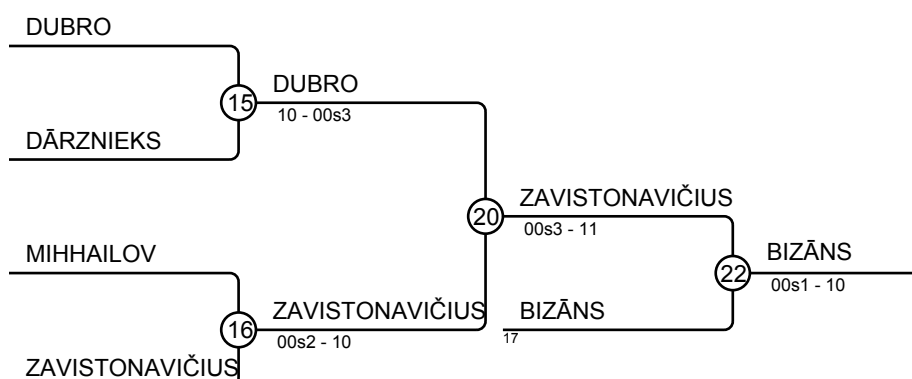 DUBRO
DUBRO
15
10 - 00s3
DĀRZNIEKS
ZAVISTONAVIČIUS
20
00s3 - 11
MIHHAILOV
BIZĀNS
22
00s1 - 10
ZAVISTONAVIČIUS
BIZĀNS
16
00s2 - 10
17
ZAVISTONAVIČIUS